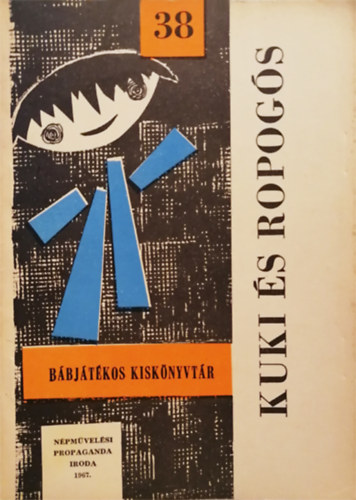 38
KUKI ÉS ROPOGÓS
BÁBJÁTÉKOS KISKÖNYVTÁR
NÉPMŰVELÉSI
PROPAGANDA
IRODA
1967.